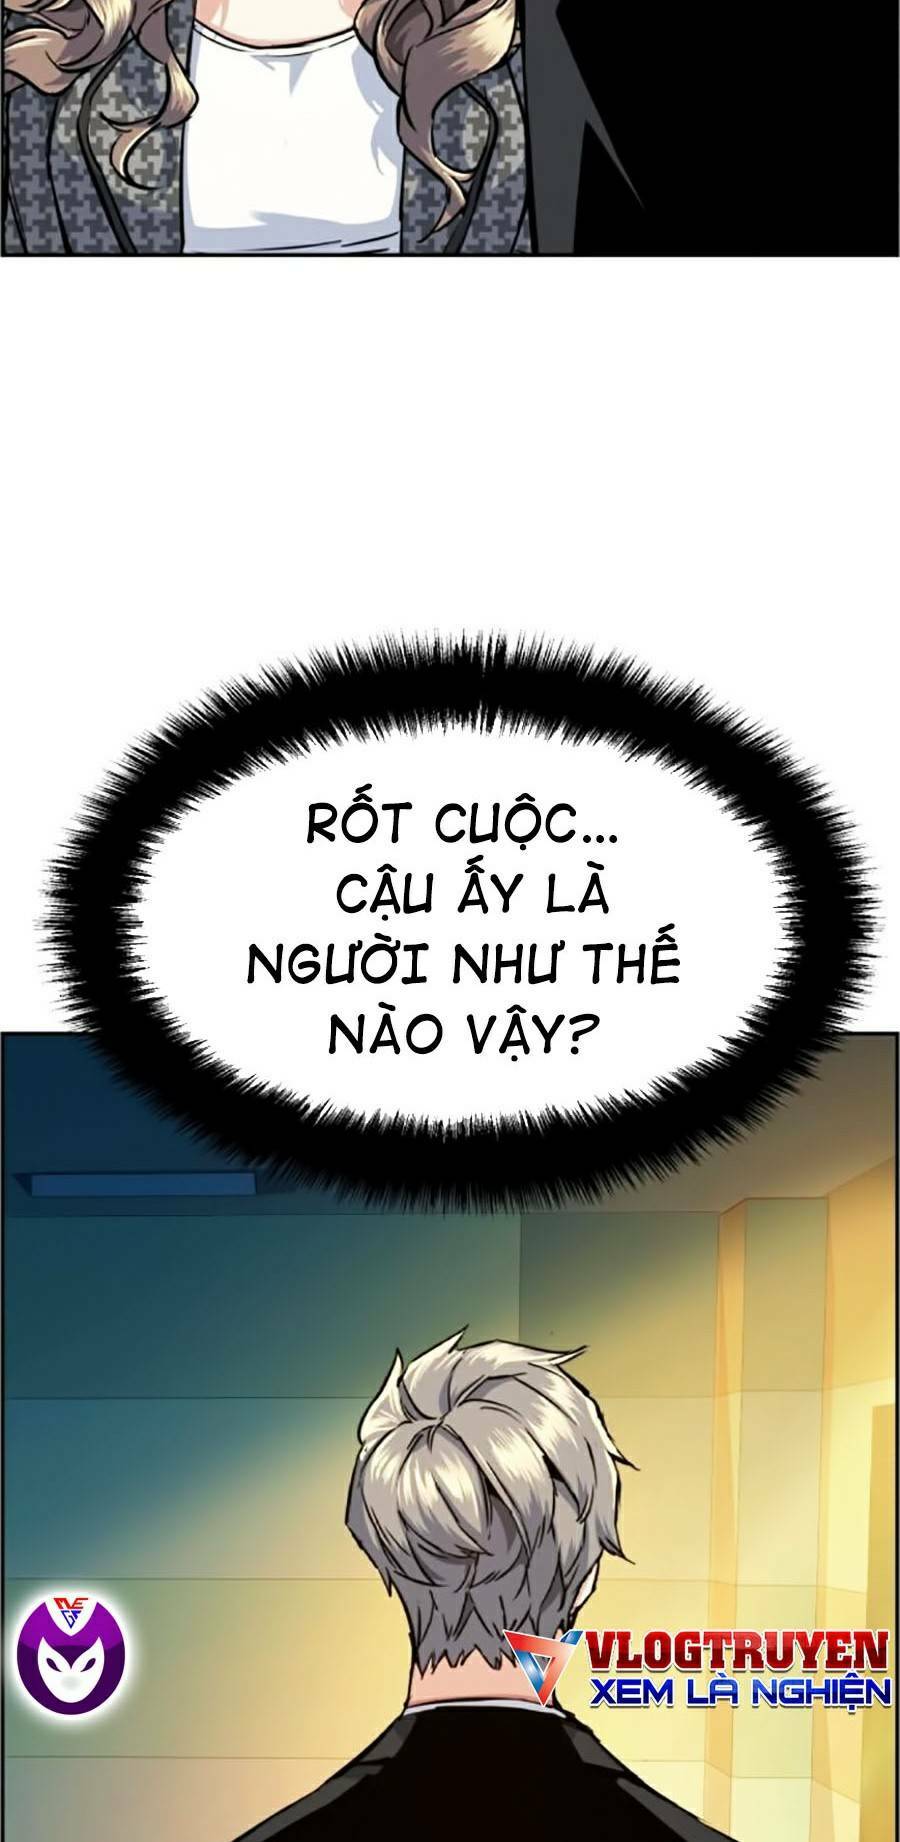 RỐT CUỘC...
CẬU ẤY LÀ
NGƯỜI NHƯ THẾ
NÀO VẬY?
VLOGTRUYEN
XEM LÀ NGHIỆN